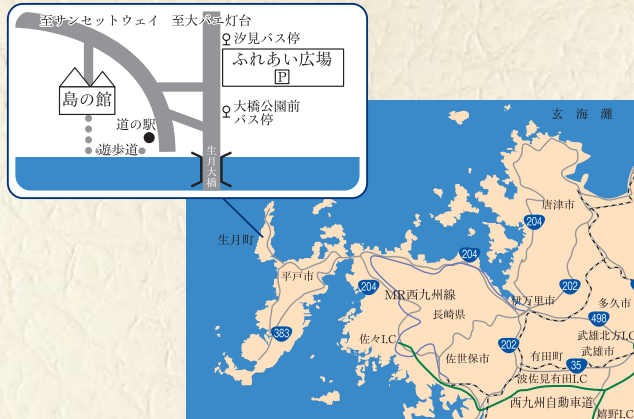 至サンセットウェイ　至大バエ灯台
汐見バス停
ふれあい広場
P
島の館
大橋公園前
バス停
道の駅
遊歩道
生月大橋
玄 海 灘
唐津市
204
生月町
204
平戸市
204
202
伊万里市
多久市
MR西九州線
長崎県
498
383
武雄北方I.C
佐々I.C
202
武雄市
佐世保市
有田町
35
波佐見有田I.C
西九州自動車道
嬉野I.C